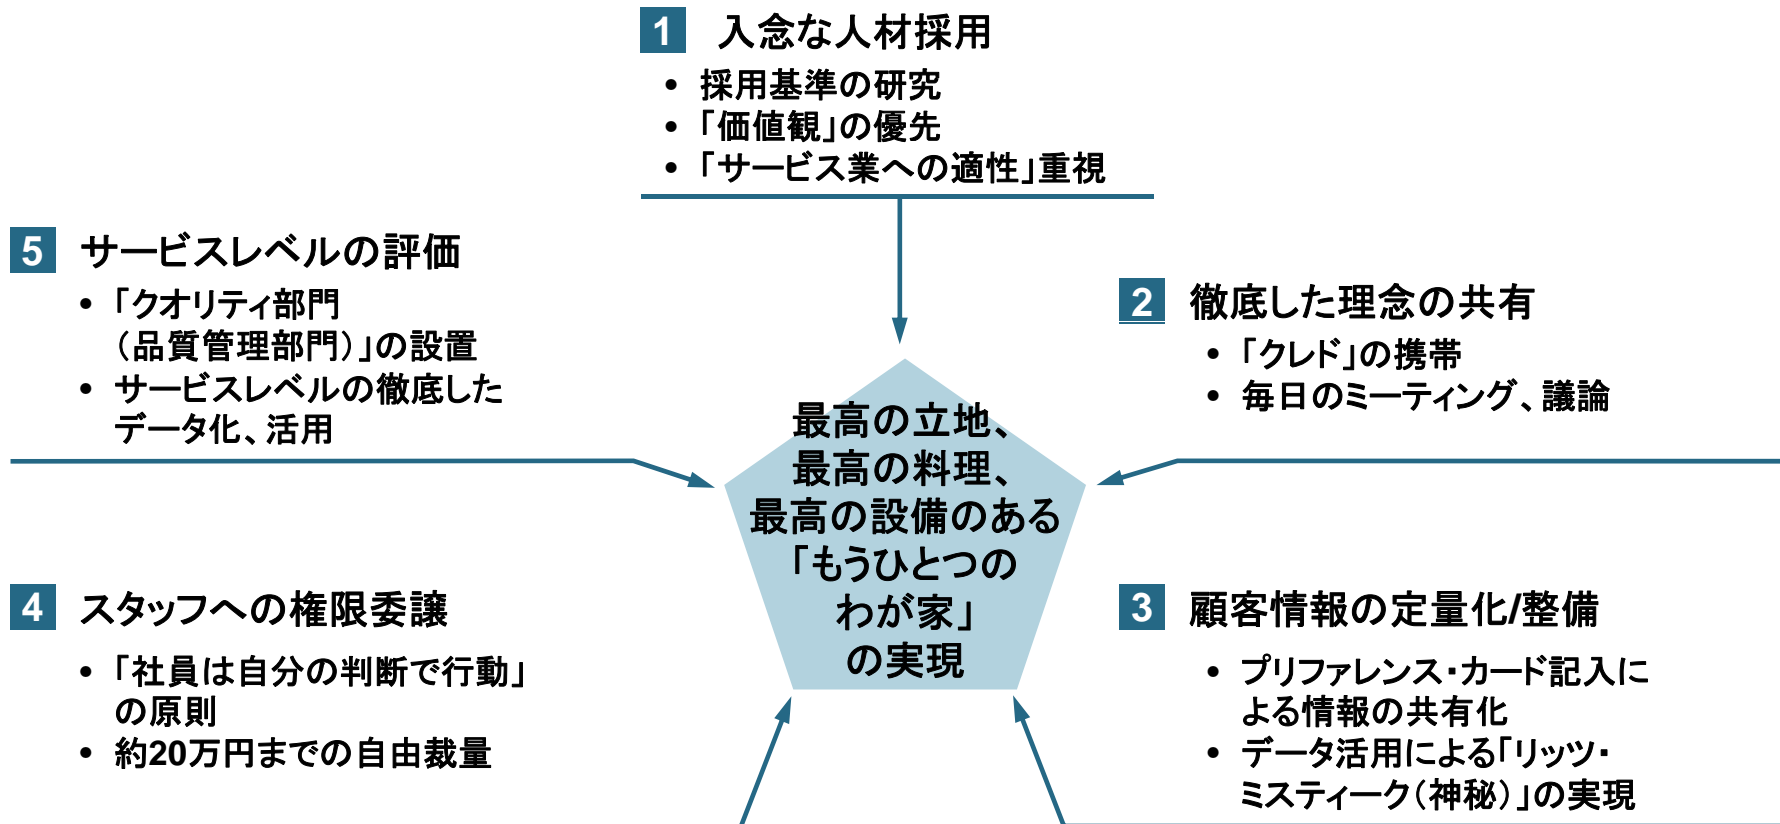 1 入念な人材採用
• 採用基準の研究
• 「価値観」の優先
• 「サービス業への適性」重視
5 サービスレベルの評価
• 「クオリティ部門
（品質管理部門）」の設置
• サービスレベルの徹底した
データ化、活用
2 徹底した理念の共有
• 「クレド」の携帯
• 毎日のミーティング、議論
最高の立地、
最高の料理、
最高の設備のある
「もうひとつの
わが家」
の実現
4 スタッフへの権限委譲
• 「社員は自分の判断で行動」
の原則
• 約20万円までの自由裁量
3 顧客情報の定量化/整備
• プリファレンス・カード記入に
よる情報の共有化
• データ活用による「リッツ・
ミスティーク（神秘）」の実現